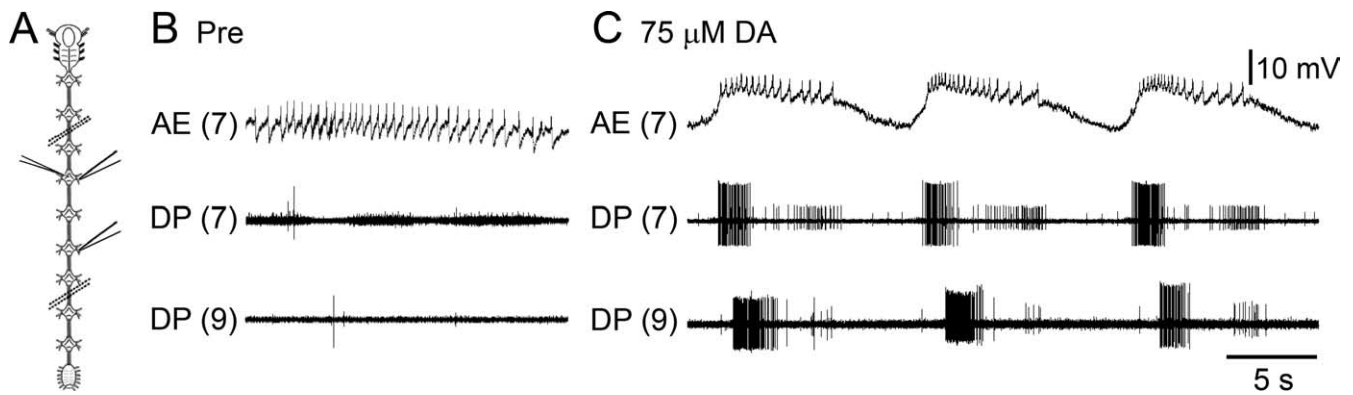 A
B Pre
AE (7)
DP (7)
DP (9)
C 75 µM DA
10 mV
AE (7)
DP (7)
DP (9)
5 s